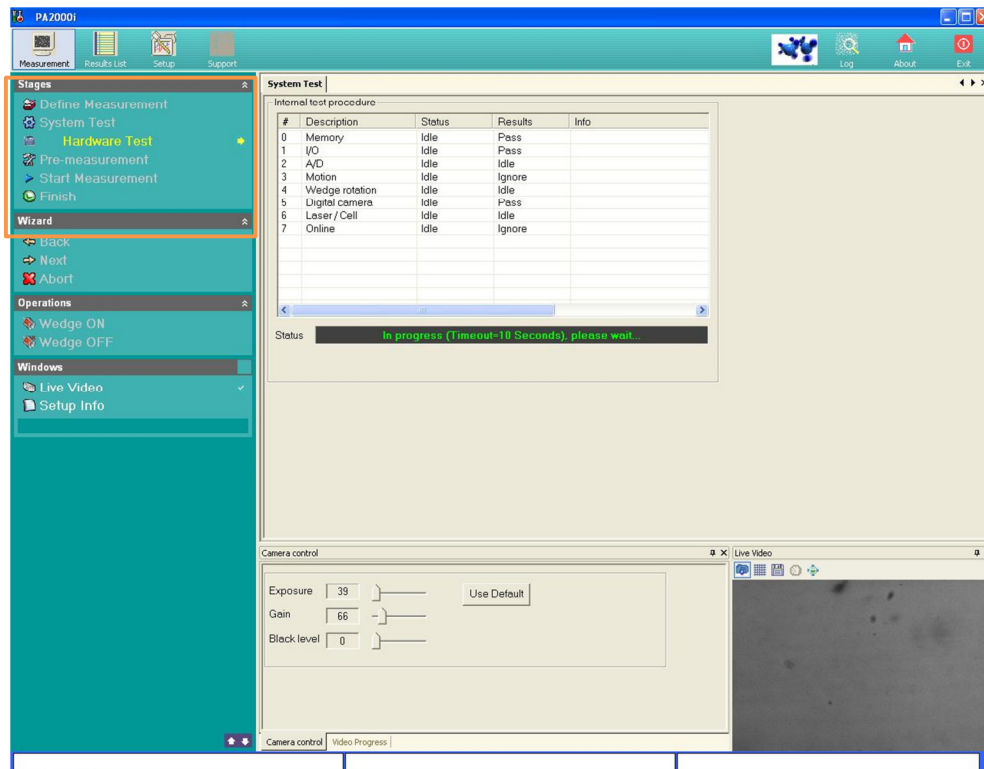 PA2000i
Measurement Results List Setup Support Log About Exit
Stages
Define Measurement
System Test
Hardware Test
Pre-measurement
Start Measurement
Finish
Wizard
Back
Next
Abort
Operations
Wedge ON
Wedge OFF
Windows
Live Video
Setup Info
System Test
Internal test procedure
# Description Status Results Info
0 Memory Idle Pass
1 I/O Idle Pass
2 A/D Idle Idle
3 Motion Idle Ignore
4 Wedge rotation Idle Idle
5 Digital camera Idle Pass
6 Laser / Cell Idle Idle
7 Online Idle Ignore
Status In progress (Timeout=10 Seconds), please wait...
Camera control
Exposure 39 Use Default
Gain 66
Black level 0
Camera control Video Progress
Live Video